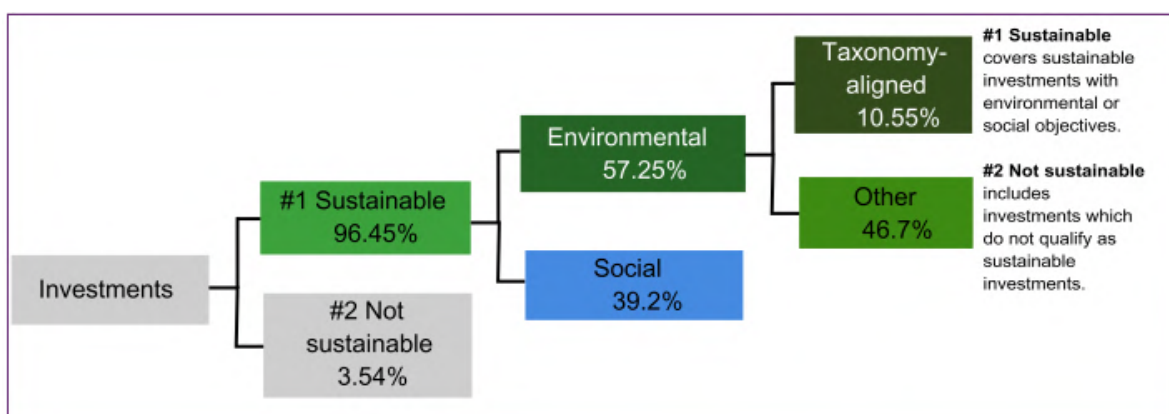 Investments
#1 Sustainable
96.45%
#2 Not
sustainable
3.54%
Environmental
57.25%
Social
39.2%
Taxonomy-
aligned
10.55%
Other
46.7%
#1 Sustainable
covers sustainable
investments with
environmental or
social objectives.
#2 Not sustainable
includes
investments which
do not qualify as
sustainable
investments.